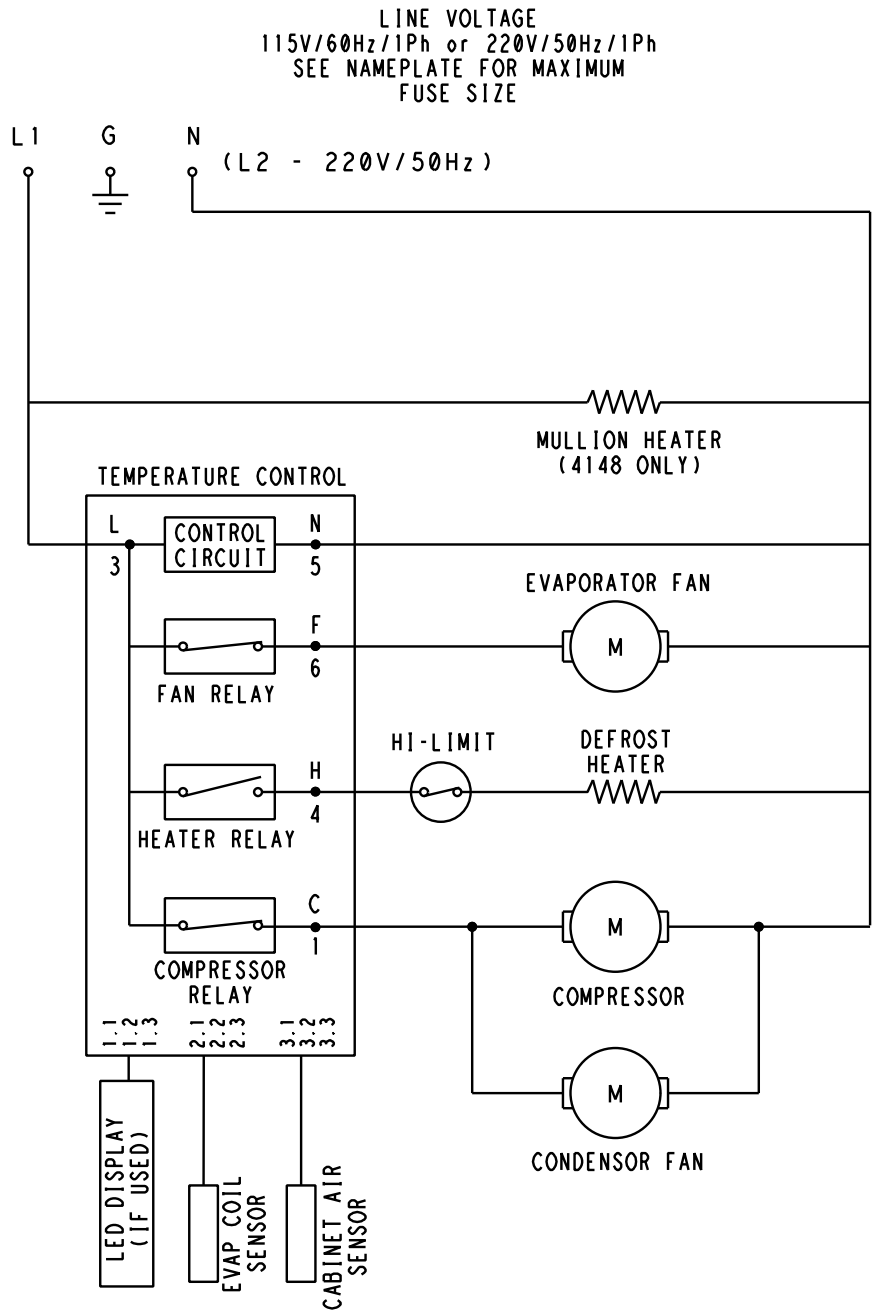 LINE VOLTAGE
115V/60Hz/1Ph or 220V/50Hz/1Ph
SEE NAMEPLATE FOR MAXIMUM
FUSE SIZE
L1
G
N
(L2 - 220V/50Hz)
MULLION HEATER
(4148 ONLY)
TEMPERATURE CONTROL
L
3
CONTROL
CIRCUIT
N
5
EVAPORATOR FAN
M
F
6
FAN RELAY
HI-LIMIT
DEFROST
HEATER
H
4
HEATER RELAY
C
1
M
COMPRESSOR
RELAY
COMPRESSOR
1.1
1.2
1.3
2.1
2.2
2.3
3.1
3.2
3.3
M
CONDENSOR FAN
LED DISPLAY
(IF USED)
EVAP COIL
SENSOR
CABINET AIR
SENSOR